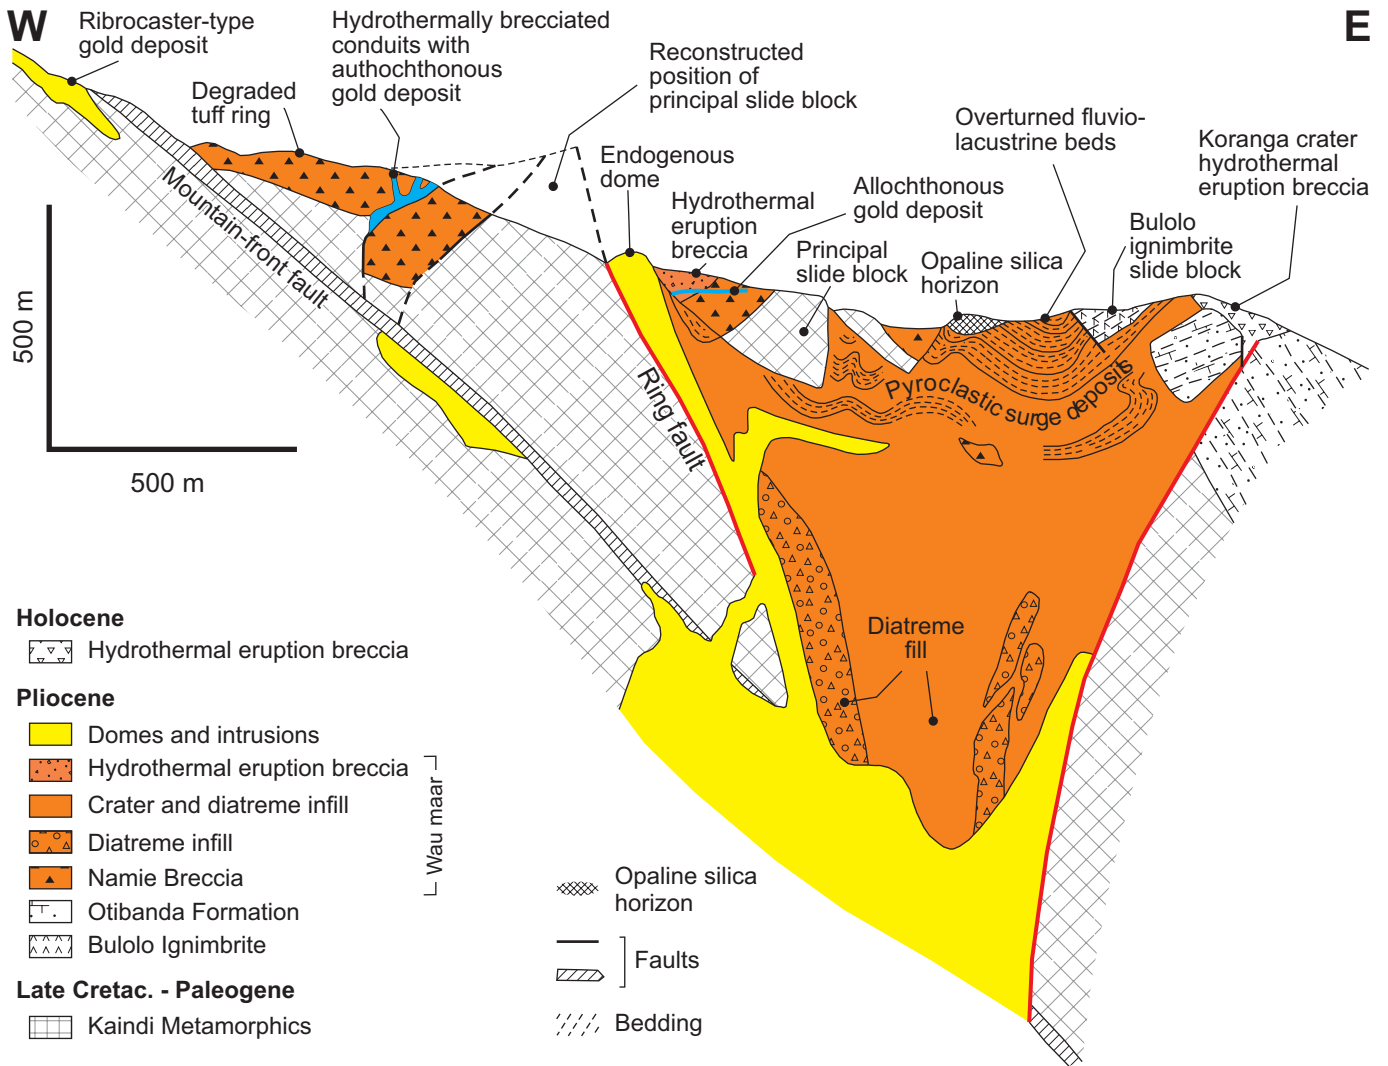 W
E
Ribrocaster-type
gold deposit
Hydrothermally brecciated
conduits with
authochthonous
gold deposit
Reconstructed
position of
principal slide block
Degraded
tuff ring
Endogenous
dome
Hydrothermal
eruption
breccia
Allochthonous
gold deposit
Principal
slide block
Overturned fluvio-
lacustrine beds
Opaline silica
horizon
Bulolo
ignimbrite
slide block
Koranga crater
hydrothermal
eruption breccia
Mountain-front fault
Ring fault
Pyroclastic surge deposits
Diatreme
fill
500 m
500 m
Holocene
Hydrothermal eruption breccia
Pliocene
Domes and intrusions
Hydrothermal eruption breccia
Crater and diatreme infill
Diatreme infill
Namie Breccia
Wau maar
Otibanda Formation
Bulolo Ignimbrite
Late Cretac. - Paleogene
Kaindi Metamorphics
Opaline silica
horizon
Faults
Bedding